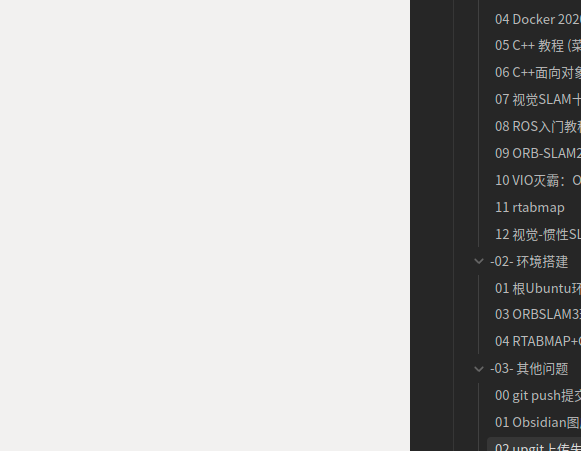 04 Docker 202
05 C++ 教程 (菜
06 C++面向对象
07 视觉SLAM十
08 ROS入门教程
09 ORB-SLAM2
10 VIO灭霸：O
11 rtabmap
12 视觉-惯性SL
-02- 环境搭建
01 根Ubuntu环
03 ORBSLAM3
04 RTABMAP+
-03- 其他问题
00 git push提交
01 Obsidian图
02 upgit上传失